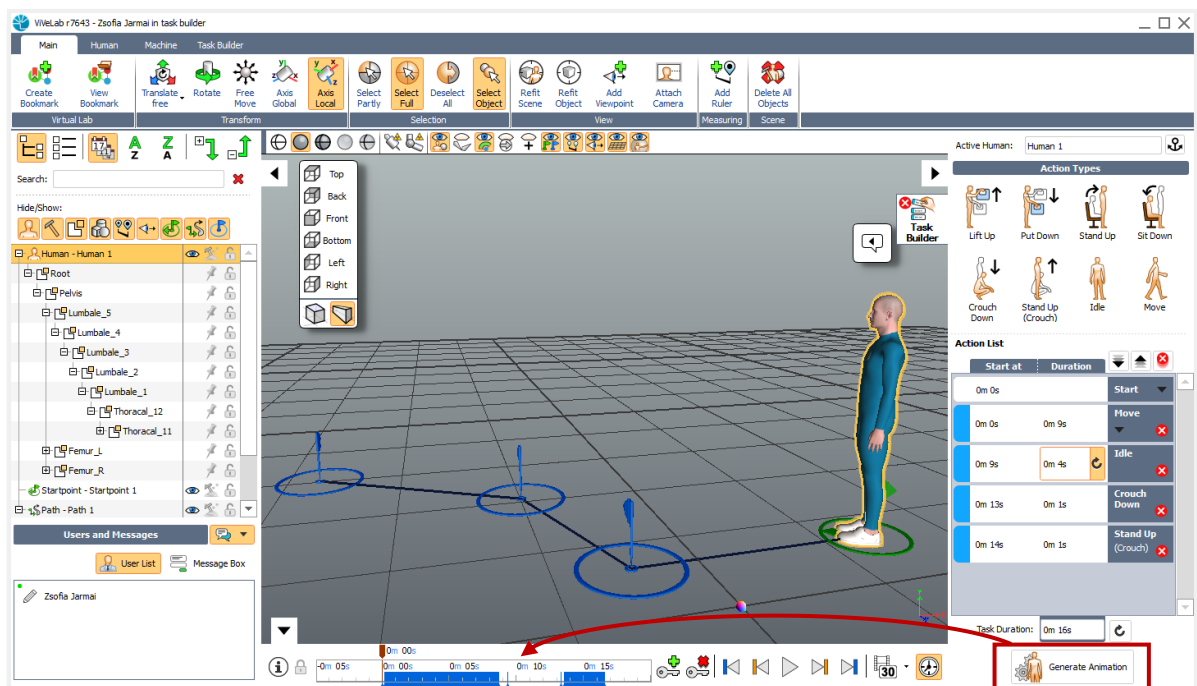 ViVeLab r7643 - Zsofia Jarmai in task builder
Main Human Machine Task Builder
Create Bookmark
View Bookmark
Translate free
Rotate
Free Move
Axis Global
Axis Local
Select Partly
Select Full
Deselect All
Select Object
Refit Scene
Refit Object
Add Viewpoint
Attach Camera
Add Ruler
Delete All Objects
Virtual Lab Transform Selection View Measuring Scene
17
A Z
Z A
Search:
Hide/Show:
Human - Human 1
Root
Pelvis
Lumbale_5
Lumbale_4
Lumbale_3
Lumbale_2
Lumbale_1
Thoracal_12
Thoracal_11
Femur_L
Femur_R
Startpoint - Startpoint 1
Path - Path 1
Users and Messages
User List Message Box
Zsofia Jarmai
Top
Back
Front
Bottom
Left
Right
Task Builder
Active Human: Human 1
Action Types
Lift Up Put Down Stand Up Sit Down
Crouch Down
Stand Up (Crouch)
Idle
Move
Action List
Start at Duration
0m 0s Start
0m 0s 0m 9s Move
0m 9s 0m 4s Idle
0m 13s 0m 1s Crouch Down
0m 14s 0m 1s Stand Up (Crouch)
Task Duration: 0m 16s
Generate Animation
0m 00s
-0m 05s 0m 00s 0m 05s 0m 10s 0m 15s
30